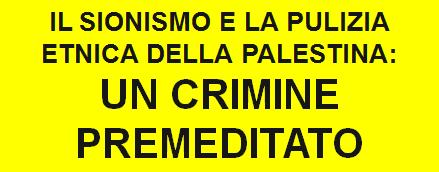 IL SIONISMO E LA PULIZIA
ETNICA DELLA PALESTINA:
UN CRIMINE
PREMEDITATO